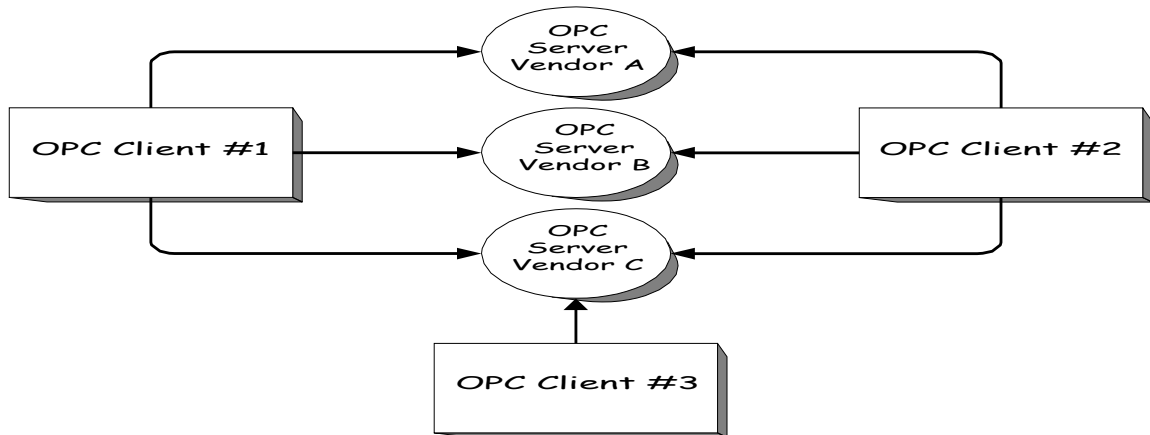 OPC
Server
Vendor A
OPC Client #1
OPC
Server
Vendor B
OPC Client #2
OPC
Server
Vendor C
OPC Client #3